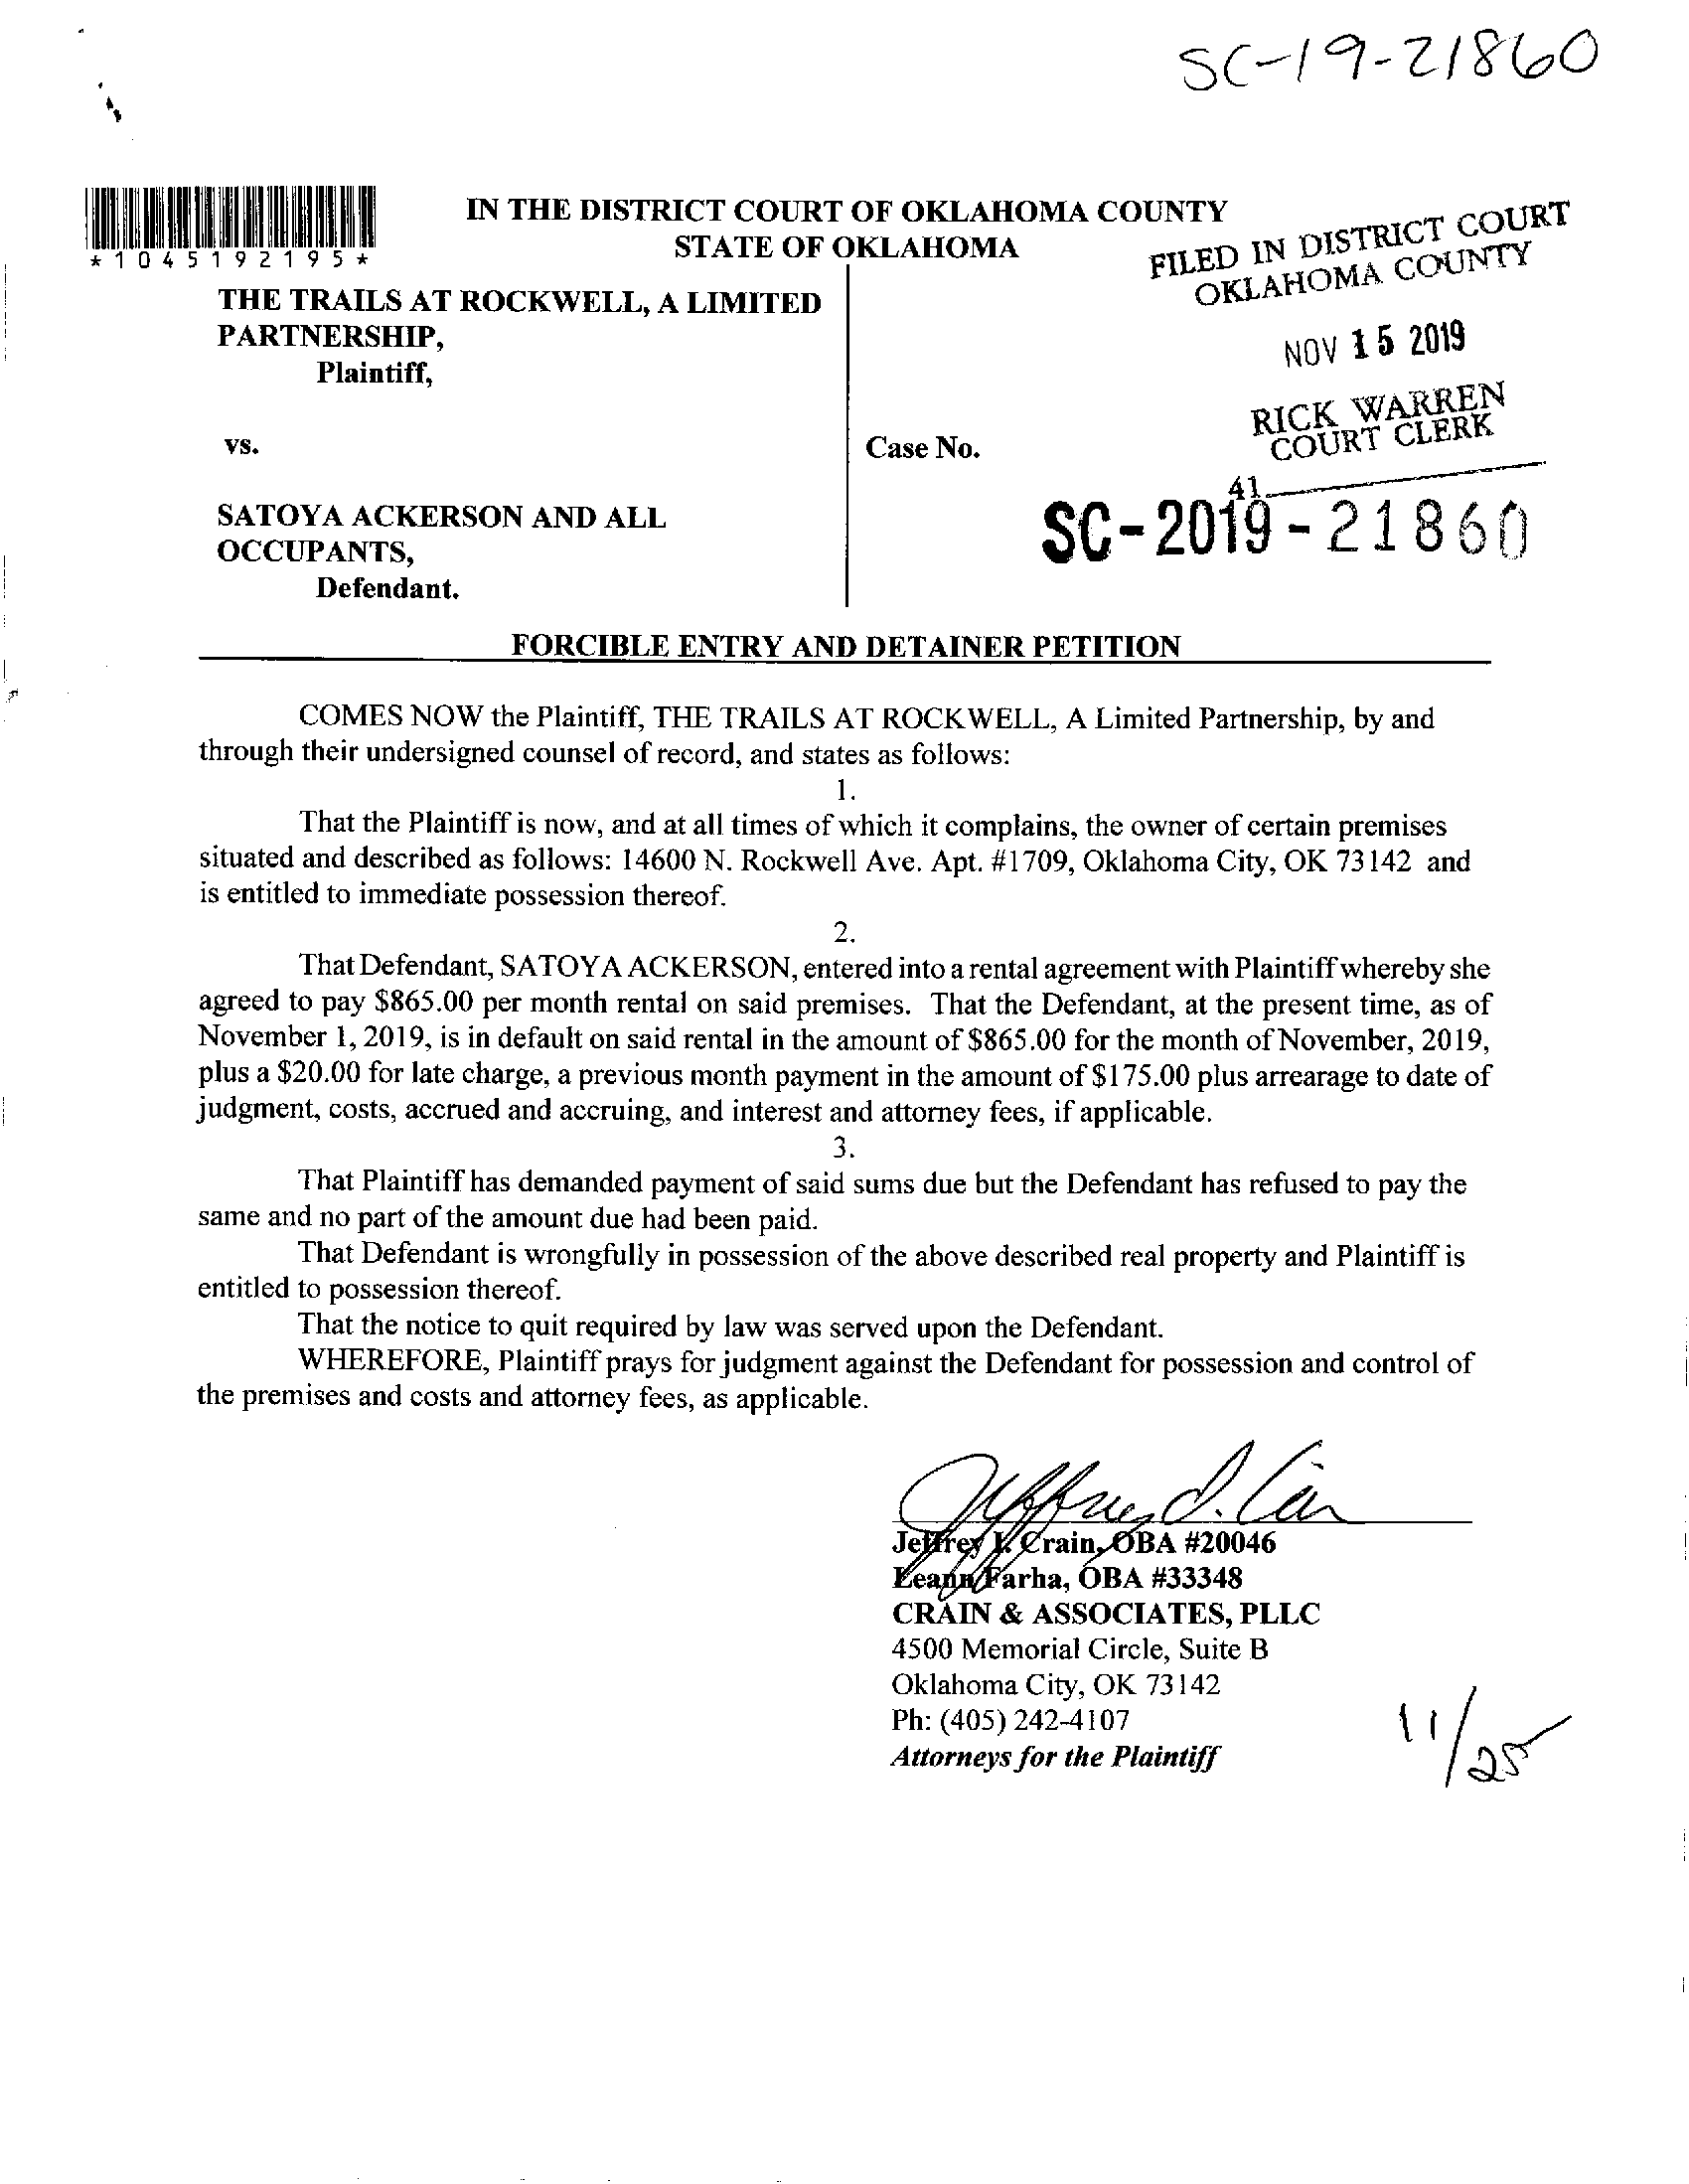 SC-19-21860
*1045192195*
IN THE DISTRICT COURT OF OKLAHOMA COUNTY
STATE OF OKLAHOMA
FILED IN DISTRICT COURT
OKLAHOMA COUNTY
NOV 15 2019
RICK WARREN
COURT CLERK
41
THE TRAILS AT ROCKWELL, A LIMITED
PARTNERSHIP,
Plaintiff,
vs.
Case No.
SC-2019-21860
SATOYA ACKERSON AND ALL
OCCUPANTS,
Defendant.
FORCIBLE ENTRY AND DETAINER PETITION
COMES NOW the Plaintiff, THE TRAILS AT ROCKWELL, A Limited Partnership, by and
through their undersigned counsel of record, and states as follows:
1.
That the Plaintiff is now, and at all times of which it complains, the owner of certain premises
situated and described as follows: 14600 N. Rockwell Ave. Apt. #1709, Oklahoma City, OK 73142 and
is entitled to immediate possession thereof.
2.
That Defendant, SATOYA ACKERSON, entered into a rental agreement with Plaintiff whereby she
agreed to pay $865.00 per month rental on said premises. That the Defendant, at the present time, as of
November 1, 2019, is in default on said rental in the amount of $865.00 for the month of November, 2019,
plus a $20.00 for late charge, a previous month payment in the amount of $175.00 plus arrearage to date of
judgment, costs, accrued and accruing, and interest and attorney fees, if applicable.
3.
That Plaintiff has demanded payment of said sums due but the Defendant has refused to pay the
same and no part of the amount due had been paid.
That Defendant is wrongfully in possession of the above described real property and Plaintiff is
entitled to possession thereof.
That the notice to quit required by law was served upon the Defendant.
WHEREFORE, Plaintiff prays for judgment against the Defendant for possession and control of
the premises and costs and attorney fees, as applicable.
Jeffrey I. Crain
Jeffrey I. Crain, OBA #20046
Leann Farha, OBA #33348
CRAIN & ASSOCIATES, PLLC
4500 Memorial Circle, Suite B
Oklahoma City, OK 73142
Ph: (405) 242-4107
Attorneys for the Plaintiff
11/25